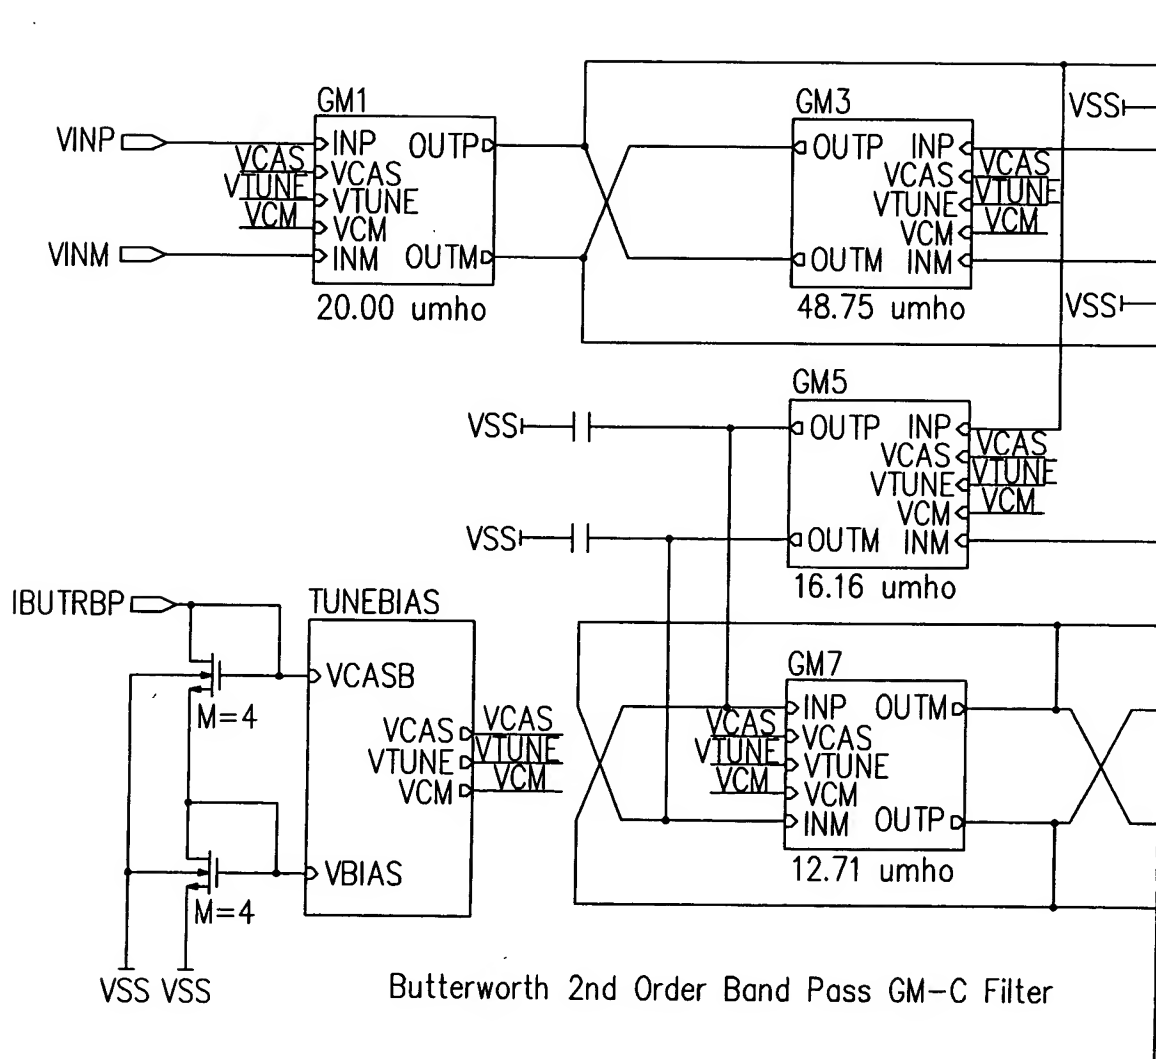 GM1
VINP
INP
OUTP
VCAS
VCAS
VTUNE
VTUNE
VCM
VCM
VINM
INM
OUTM
20.00 umho
GM3
VSS
OUTP
INP
VCAS
VCAS
VTUNE
VTUNE
VCM
VCM
OUTM
INM
48.75 umho
VSS
GM5
VSS
OUTP
INP
VCAS
VCAS
VTUNE
VTUNE
VCM
VCM
VSS
OUTM
INM
16.16 umho
IBUTRBP
TUNEBIAS
VCASB
M=4
VCAS
VCAS
VTUNE
VTUNE
VCM
VCM
VBIAS
M=4
VSS
VSS
GM7
INP
OUTM
VCAS
VCAS
VTUNE
VTUNE
VCM
VCM
INM
OUTP
12.71 umho
Butterworth 2nd Order Band Pass GM-C Filter